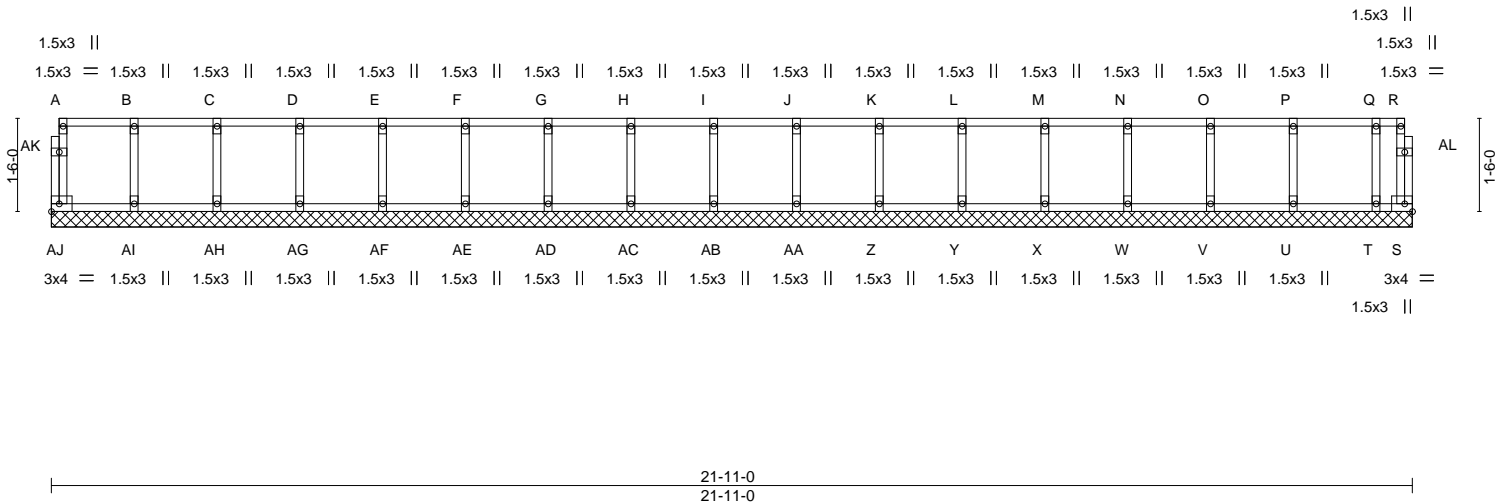 1.5x3 ||
1.5x3 || 1.5x3 ||
1.5x3 = 1.5x3 || 1.5x3 || 1.5x3 || 1.5x3 || 1.5x3 || 1.5x3 || 1.5x3 || 1.5x3 || 1.5x3 || 1.5x3 || 1.5x3 || 1.5x3 || 1.5x3 || 1.5x3 || 1.5x3 || 1.5x3 =
A B C D E F G H I J K L M N O P Q R
AK AL
1-6-0 1-6-0
AJ AI AH AG AF AE AD AC AB AA Z Y X W V U T S
3x4 = 1.5x3 || 1.5x3 || 1.5x3 || 1.5x3 || 1.5x3 || 1.5x3 || 1.5x3 || 1.5x3 || 1.5x3 || 1.5x3 || 1.5x3 || 1.5x3 || 1.5x3 || 1.5x3 || 1.5x3 || 3x4 =
1.5x3 ||
21-11-0
21-11-0